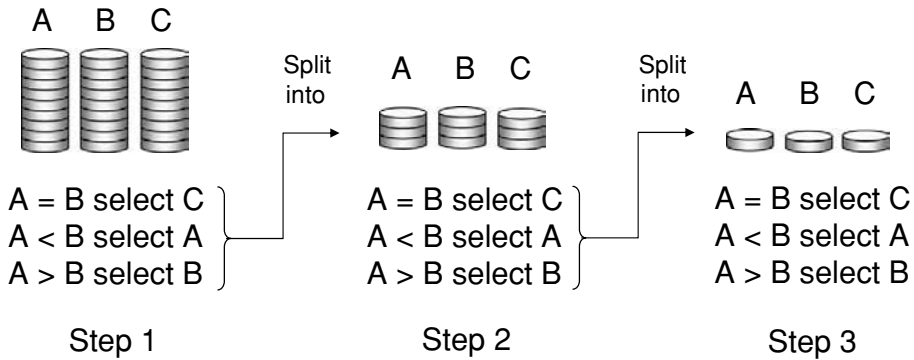 A B C
A = B select C
A < B select A
A > B select B
Step 1
Split
into
A B C
A = B select C
A < B select A
A > B select B
Step 2
Split
into
A B C
A = B select C
A < B select A
A > B select B
Step 3